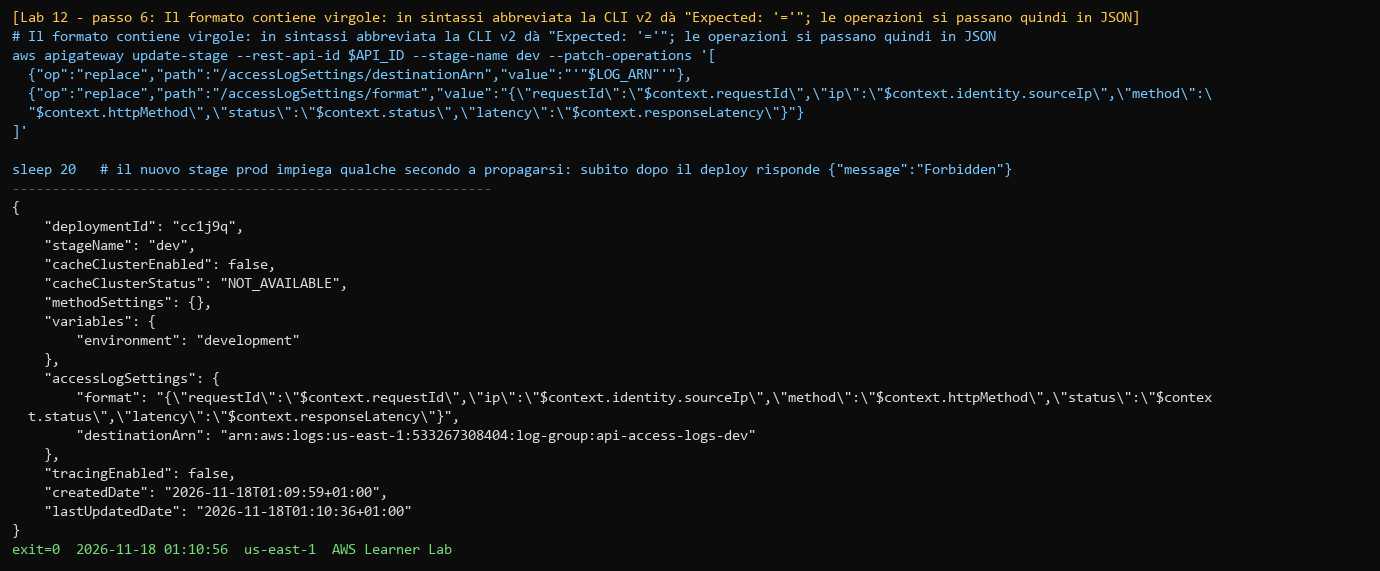 [Lab 12 - passo 6: Il formato contiene virgole: in sintassi abbreviata la CLI v2 dà "Expected: '='"; le operazioni si passano quindi in JSON]
# Il formato contiene virgole: in sintassi abbreviata la CLI v2 dà "Expected: '='"; le operazioni si passano quindi in JSON
aws apigateway update-stage --rest-api-id $API_ID --stage-name dev --patch-operations '[
  {"op":"replace","path":"/accessLogSettings/destinationArn","value":"'"$LOG_ARN"'"},
  {"op":"replace","path":"/accessLogSettings/format","value":"{\"requestId\":\"$context.requestId\",\"ip\":\"$context.identity.sourceIp\",\"method\":\
  "$context.httpMethod\",\"status\":\"$context.status\",\"latency\":\"$context.responseLatency\"}"}
]'

sleep 20   # il nuovo stage prod impiega qualche secondo a propagarsi: subito dopo il deploy risponde {"message":"Forbidden"}
------------------------------------------------------------
{
    "deploymentId": "cc1j9q",
    "stageName": "dev",
    "cacheClusterEnabled": false,
    "cacheClusterStatus": "NOT_AVAILABLE",
    "methodSettings": {},
    "variables": {
        "environment": "development"
    },
    "accessLogSettings": {
        "format": "{\"requestId\":\"$context.requestId\",\"ip\":\"$context.identity.sourceIp\",\"method\":\"$context.httpMethod\",\"status\":\"$contex
  t.status\",\"latency\":\"$context.responseLatency\"}",
        "destinationArn": "arn:aws:logs:us-east-1:533267308404:log-group:api-access-logs-dev"
    },
    "tracingEnabled": false,
    "createdDate": "2026-11-18T01:09:59+01:00",
    "lastUpdatedDate": "2026-11-18T01:10:36+01:00"
}
exit=0  2026-11-18 01:10:56  us-east-1  AWS Learner Lab